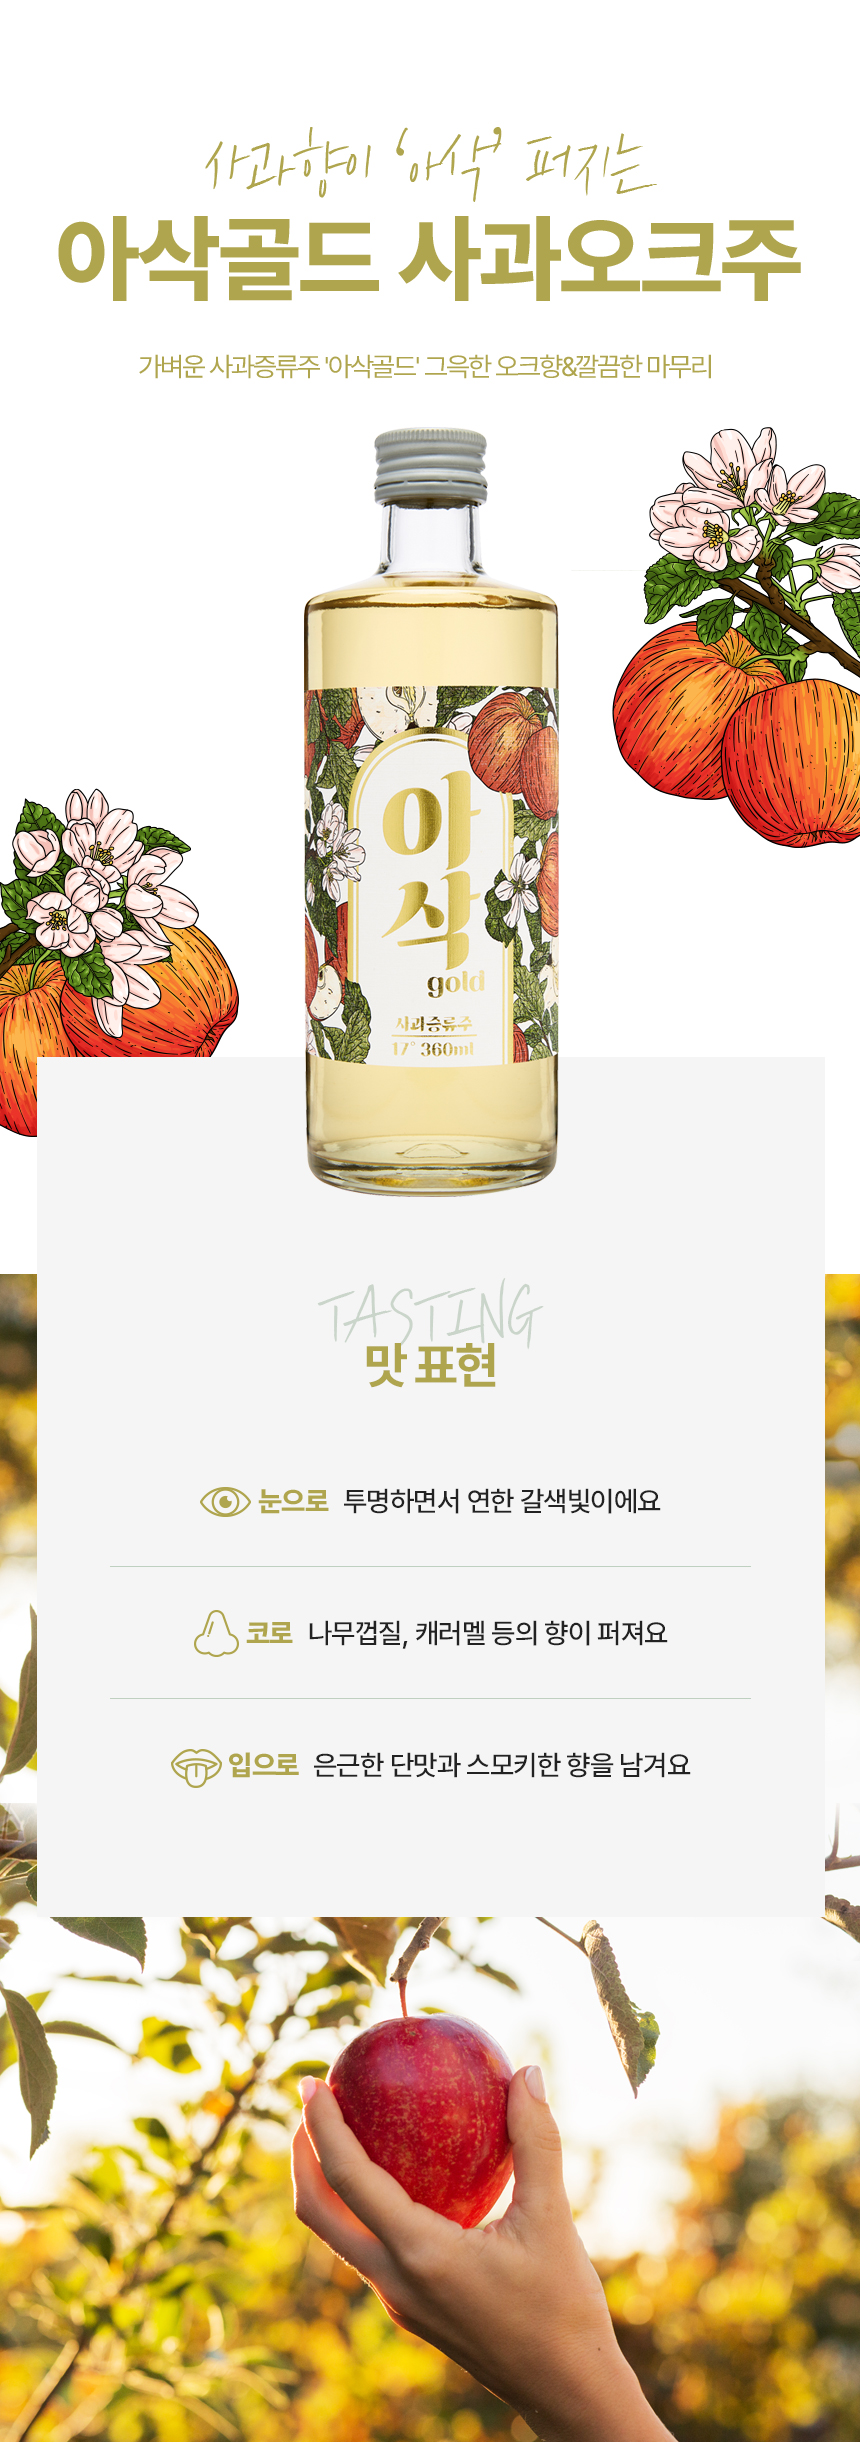 사과향이 ‘아삭’ 퍼지는
아삭골드 사과오크주
가벼운 사과증류주 '아삭골드' 그윽한 오크향&깔끔한 마무리
아
삭
gold
사과증류주
17° 360ml
TASTING
맛 표현
눈으로 투명하면서 연한 갈색빛이에요
코로 나무껍질, 캐러멜 등의 향이 퍼져요
입으로 은근한 단맛과 스모키한 향을 남겨요